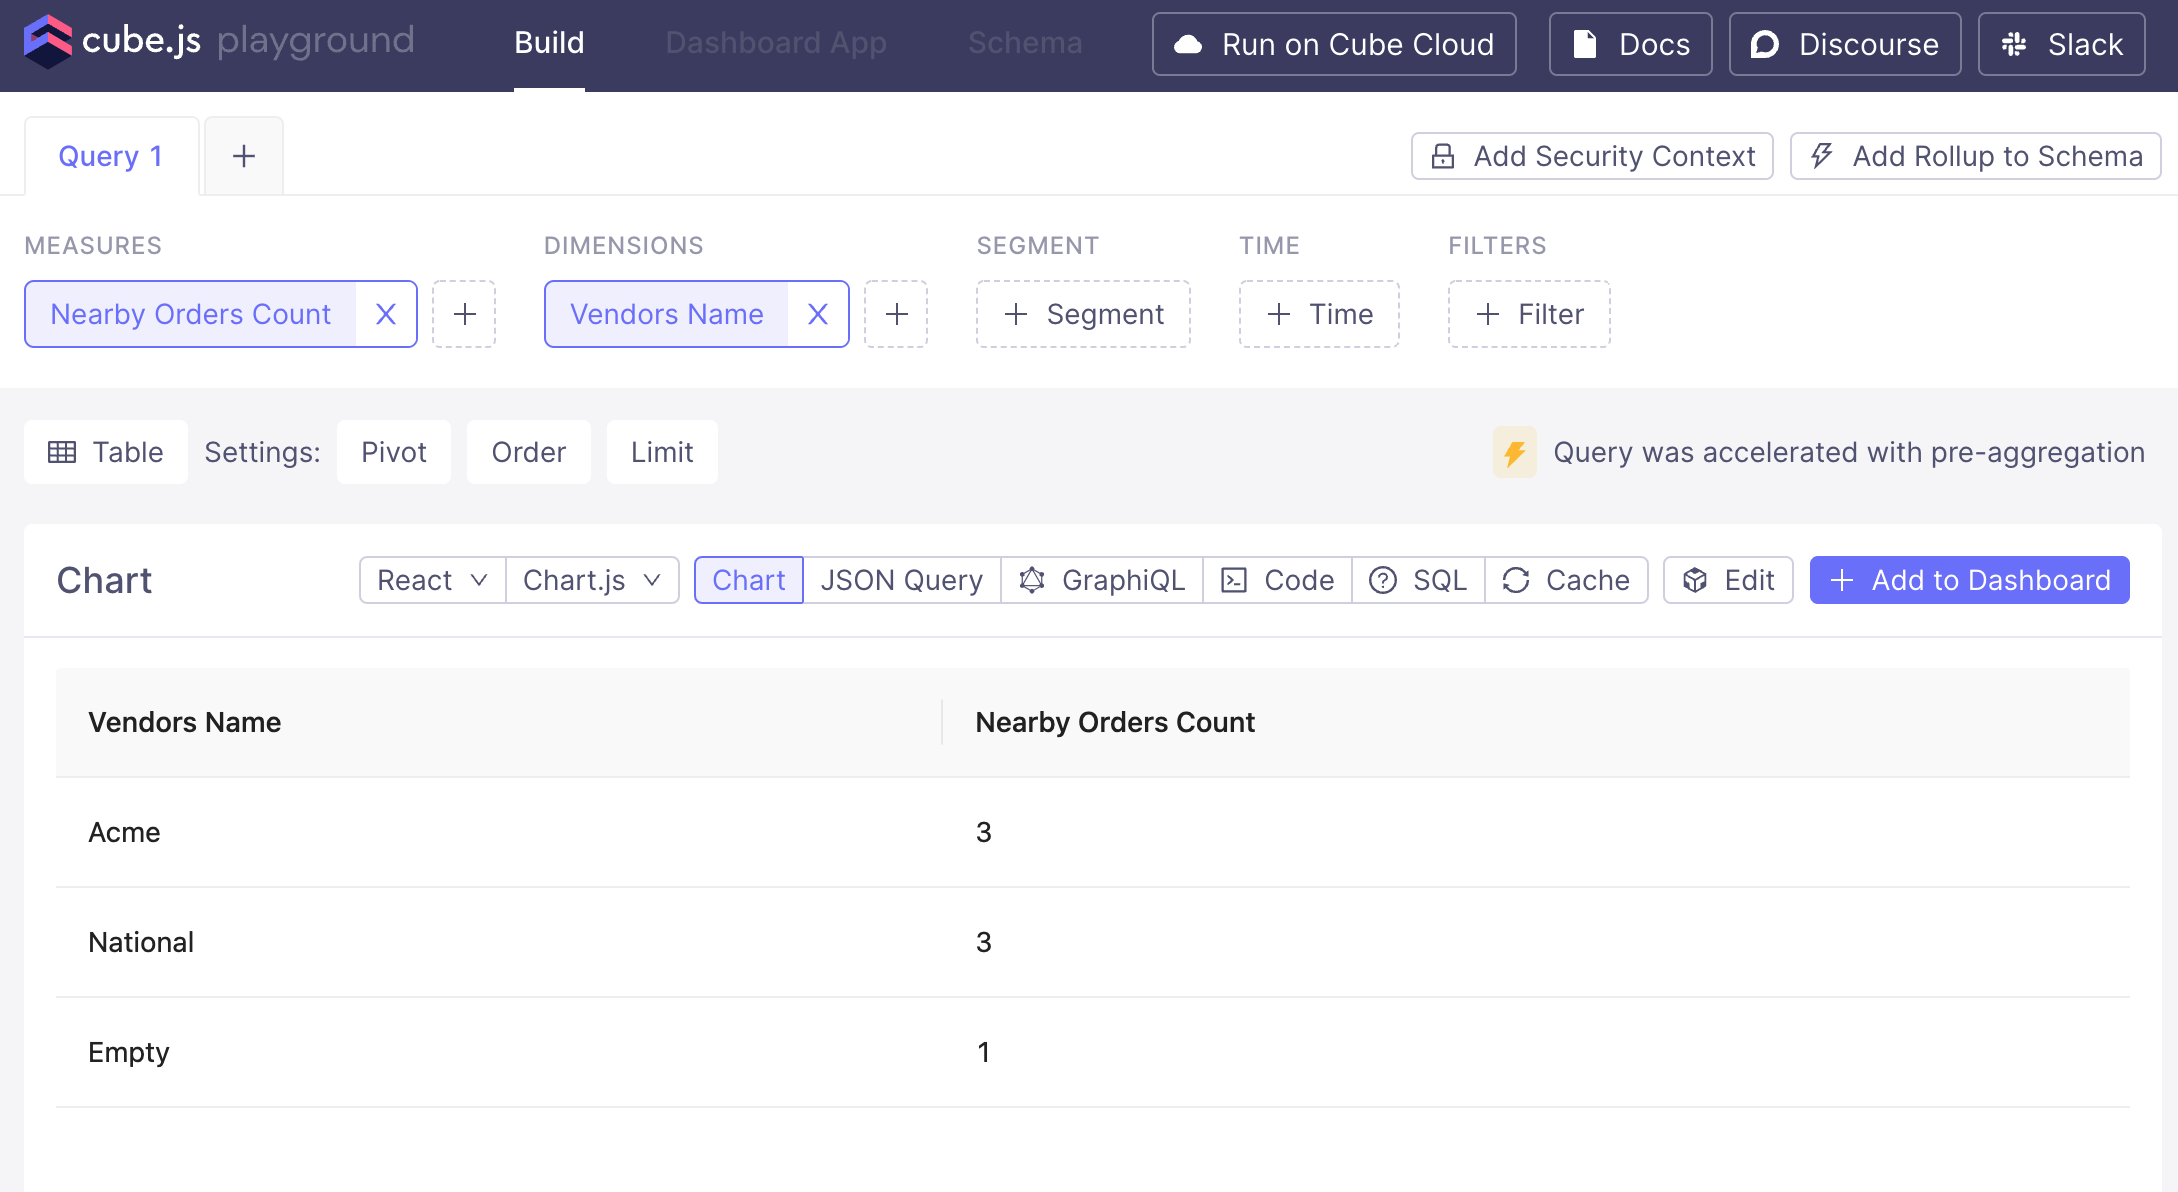 cube.js playground Build Dashboard App Schema Run on Cube Cloud Docs Discourse Slack
Query 1 + Add Security Context Add Rollup to Schema
MEASURES DIMENSIONS SEGMENT TIME FILTERS
Nearby Orders Count X + Vendors Name X + + Segment + Time + Filter
Table Settings: Pivot Order Limit Query was accelerated with pre-aggregation
Chart React Chart.js Chart JSON Query GraphiQL Code SQL Cache Edit + Add to Dashboard
Vendors Name Nearby Orders Count
Acme 3
National 3
Empty 1